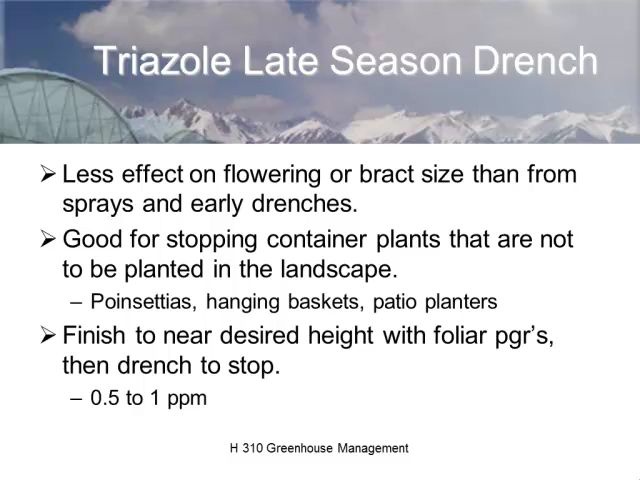 Triazole Late Season Drench
➢ Less effect on flowering or bract size than from
sprays and early drenches.
➢ Good for stopping container plants that are not
to be planted in the landscape.
– Poinsettias, hanging baskets, patio planters
➢ Finish to near desired height with foliar pgr's,
then drench to stop.
– 0.5 to 1 ppm
H 310 Greenhouse Management